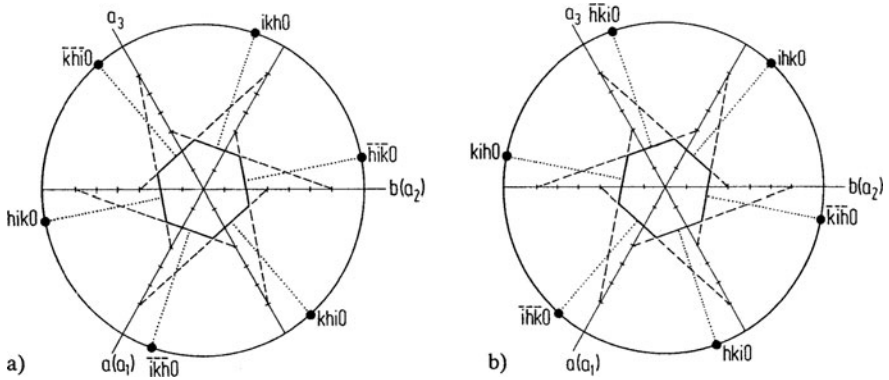 a₃
ikh0
k̄h̄ī0
h̄īk̄0
b(a₂)
hik0
khi0
īk̄h̄0
a(a₁)
a)
a₃
h̄k̄ī0
ihk0
kih0
b(a₂)
k̄īh̄0
īh̄k̄0
hki0
a(a₁)
b)